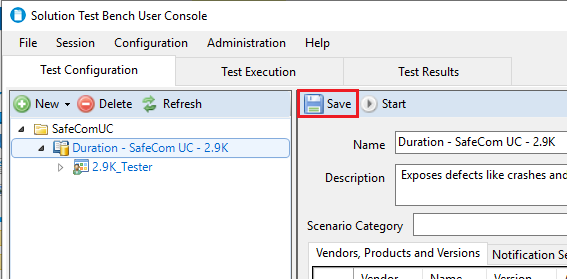 Solution Test Bench User Console
File Session Configuration Administration Help
Test Configuration Test Execution Test Results
New Delete Refresh Save Start
SafeComUC
Duration - SafeCom UC - 2.9K
2.9K_Tester
Name Duration - SafeCom UC - 2.9K
Description Exposes defects like crashes and
Scenario Category
Vendors, Products and Versions Notification Se
Vendor Name Version